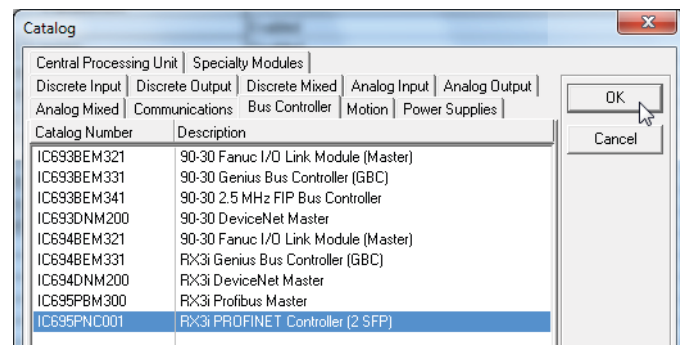 Catalog
Central Processing Unit Specialty Modules
Discrete Input Discrete Output Discrete Mixed Analog Input Analog Output
Analog Mixed Communications Bus Controller Motion Power Supplies
OK
Cancel
Catalog Number Description
IC693BEM321 90-30 Fanuc I/O Link Module (Master)
IC693BEM331 90-30 Genius Bus Controller (GBC)
IC693BEM341 90-30 2.5 MHz FIP Bus Controller
IC693DNM200 90-30 DeviceNet Master
IC694BEM321 90-30 Fanuc I/O Link Module (Master)
IC694BEM331 RX3i Genius Bus Controller (GBC)
IC694DNM200 RX3i DeviceNet Master
IC695PBM300 RX3i Profibus Master
IC695PNC001 RX3i PROFINET Controller (2 SFP)